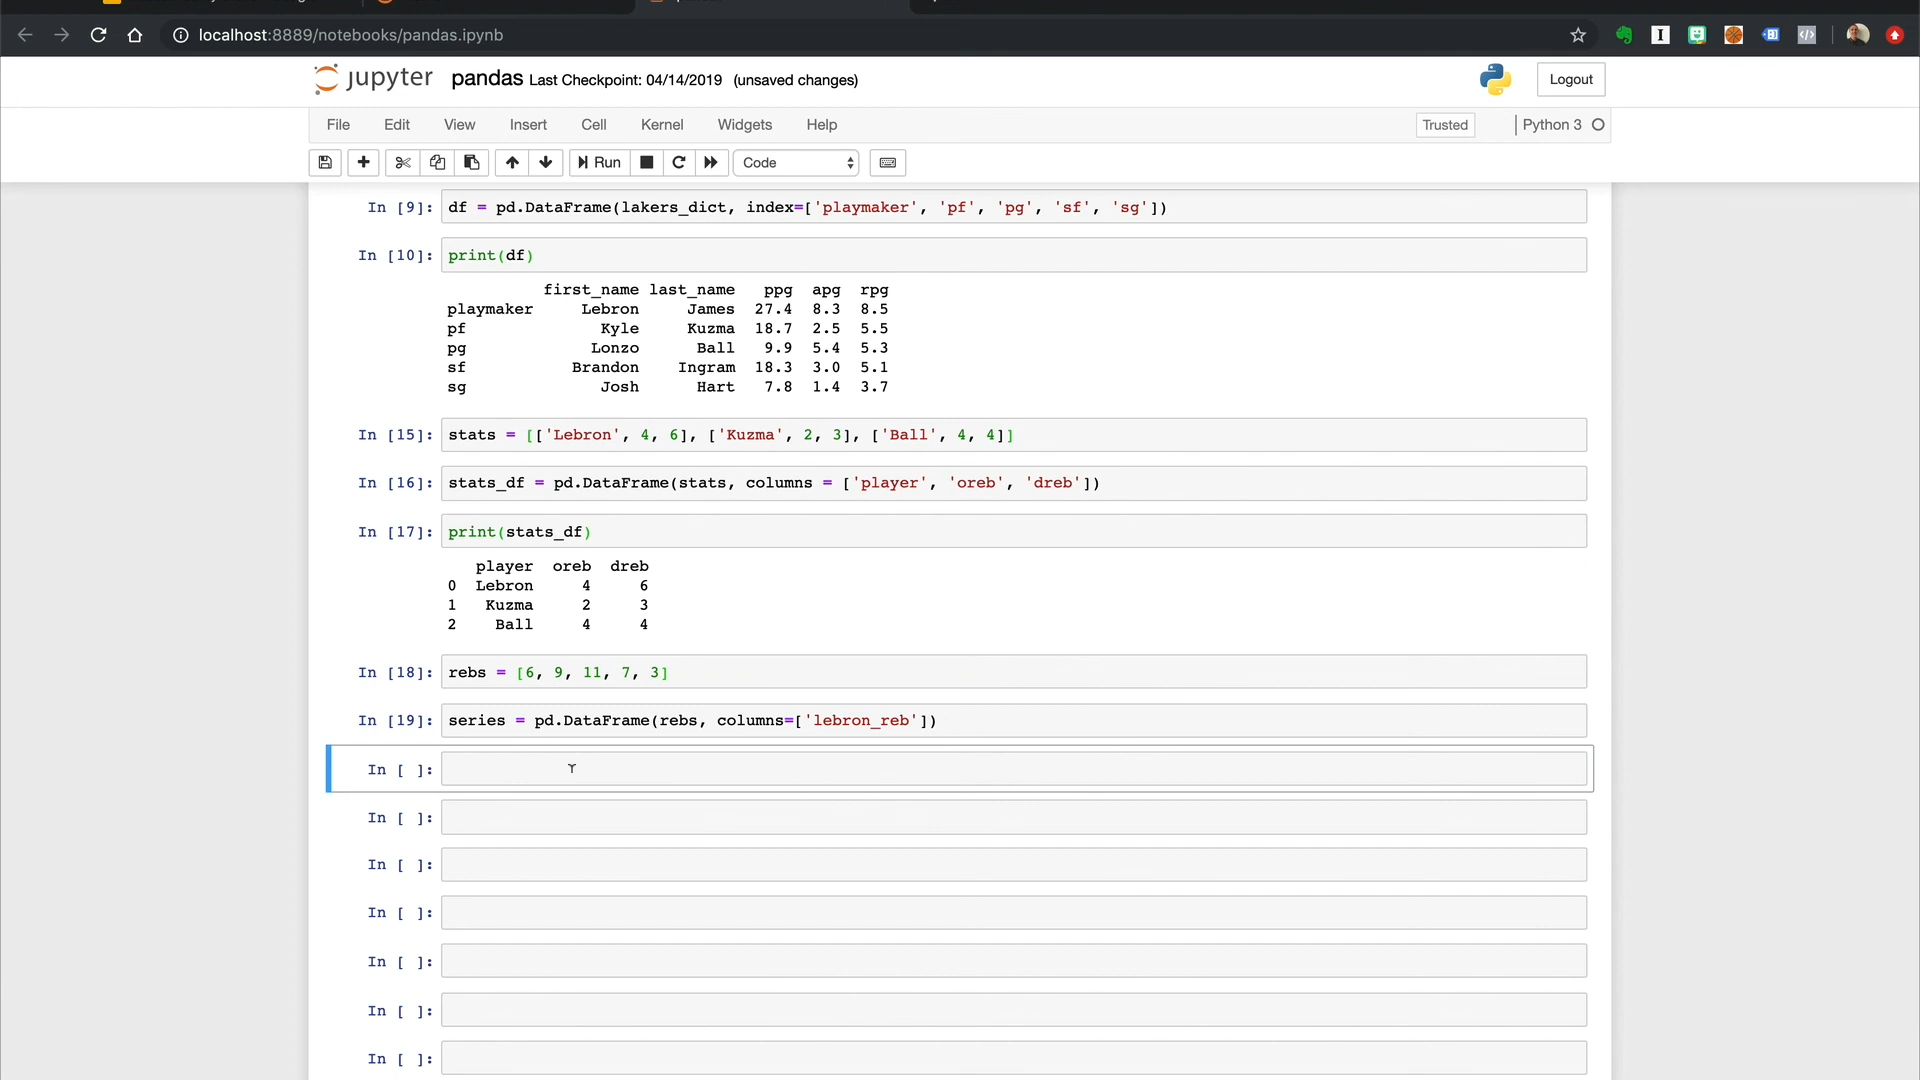 localhost:8889/notebooks/pandas.ipynb
jupyter pandas Last Checkpoint: 04/14/2019 (unsaved changes)
Logout
File Edit View Insert Cell Kernel Widgets Help
Trusted
Python 3
Run
Code
In [9]: df = pd.DataFrame(lakers_dict, index=['playmaker', 'pf', 'pg', 'sf', 'sg'])
In [10]: print(df)
first_name last_name ppg apg rpg
playmaker Lebron James 27.4 8.3 8.5
pf Kyle Kuzma 18.7 2.5 5.5
pg Lonzo Ball 9.9 5.4 5.3
sf Brandon Ingram 18.3 3.0 5.1
sg Josh Hart 7.8 1.4 3.7
In [15]: stats = [['Lebron', 4, 6], ['Kuzma', 2, 3], ['Ball', 4, 4]]
In [16]: stats_df = pd.DataFrame(stats, columns = ['player', 'oreb', 'dreb'])
In [17]: print(stats_df)
player oreb dreb
0 Lebron 4 6
1 Kuzma 2 3
2 Ball 4 4
In [18]: rebs = [6, 9, 11, 7, 3]
In [19]: series = pd.DataFrame(rebs, columns=['lebron_reb'])
In [ ]:
In [ ]:
In [ ]:
In [ ]:
In [ ]:
In [ ]:
In [ ]: